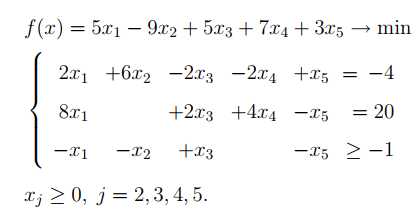 f(x) = 5x₁ − 9x₂ + 5x₃ + 7x₄ + 3x₅ → min
2x₁ +6x₂ −2x₃ −2x₄ +x₅ = −4
8x₁ +2x₃ +4x₄ −x₅ = 20
−x₁ −x₂ +x₃ −x₅ ≥ −1
xⱼ ≥ 0, j = 2, 3, 4, 5.